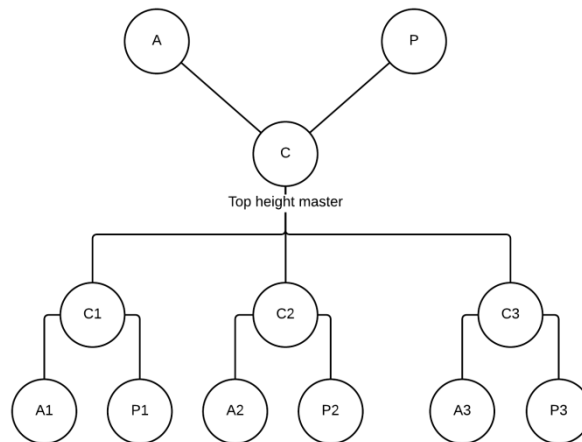 A P
C
Top height master
C1 C2 C3
A1 P1 A2 P2 A3 P3